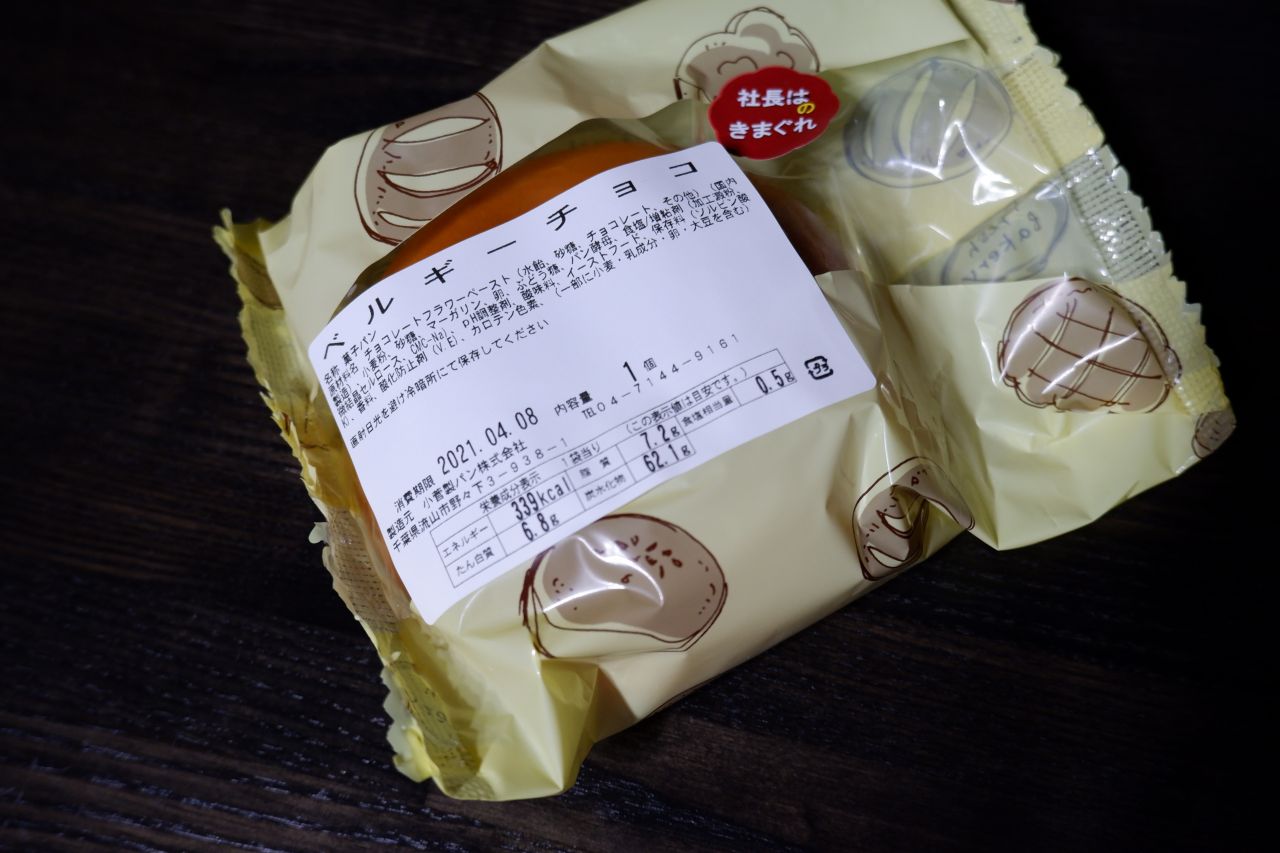 社長は
の
きまぐれ
ベルギーチョコ
名称 菓子パン
原材料名 チョコレートフラワーペースト(水飴、砂糖、チョコレート、その他)(国内
製造)、小麦粉、砂糖、マーガリン、卵、ぶどう糖、パン酵母、食塩/増粘剤(加工澱粉、
微結晶セルロース、CMC-Na)、pH調整剤、酸味料、イーストフード、保存料(ソルビン酸
K)、香料、酸化防止剤(V.E)、カロテン色素、(一部に小麦・乳成分・卵・大豆を含む)
直射日光を避け冷暗所にて保存してください
消費期限 2021.04.08 内容量 1個
製造元 小菅製パン株式会社 TEL04-7144-9161
千葉県流山市野々下3-938-1
栄養成分表示 1袋当り (この表示値は目安です。)
エネルギー 339kcal 脂質 7.2g 食塩相当量 0.5g
たん白質 6.8g 炭水化物 62.1g
プラ
Fresh
Bakery